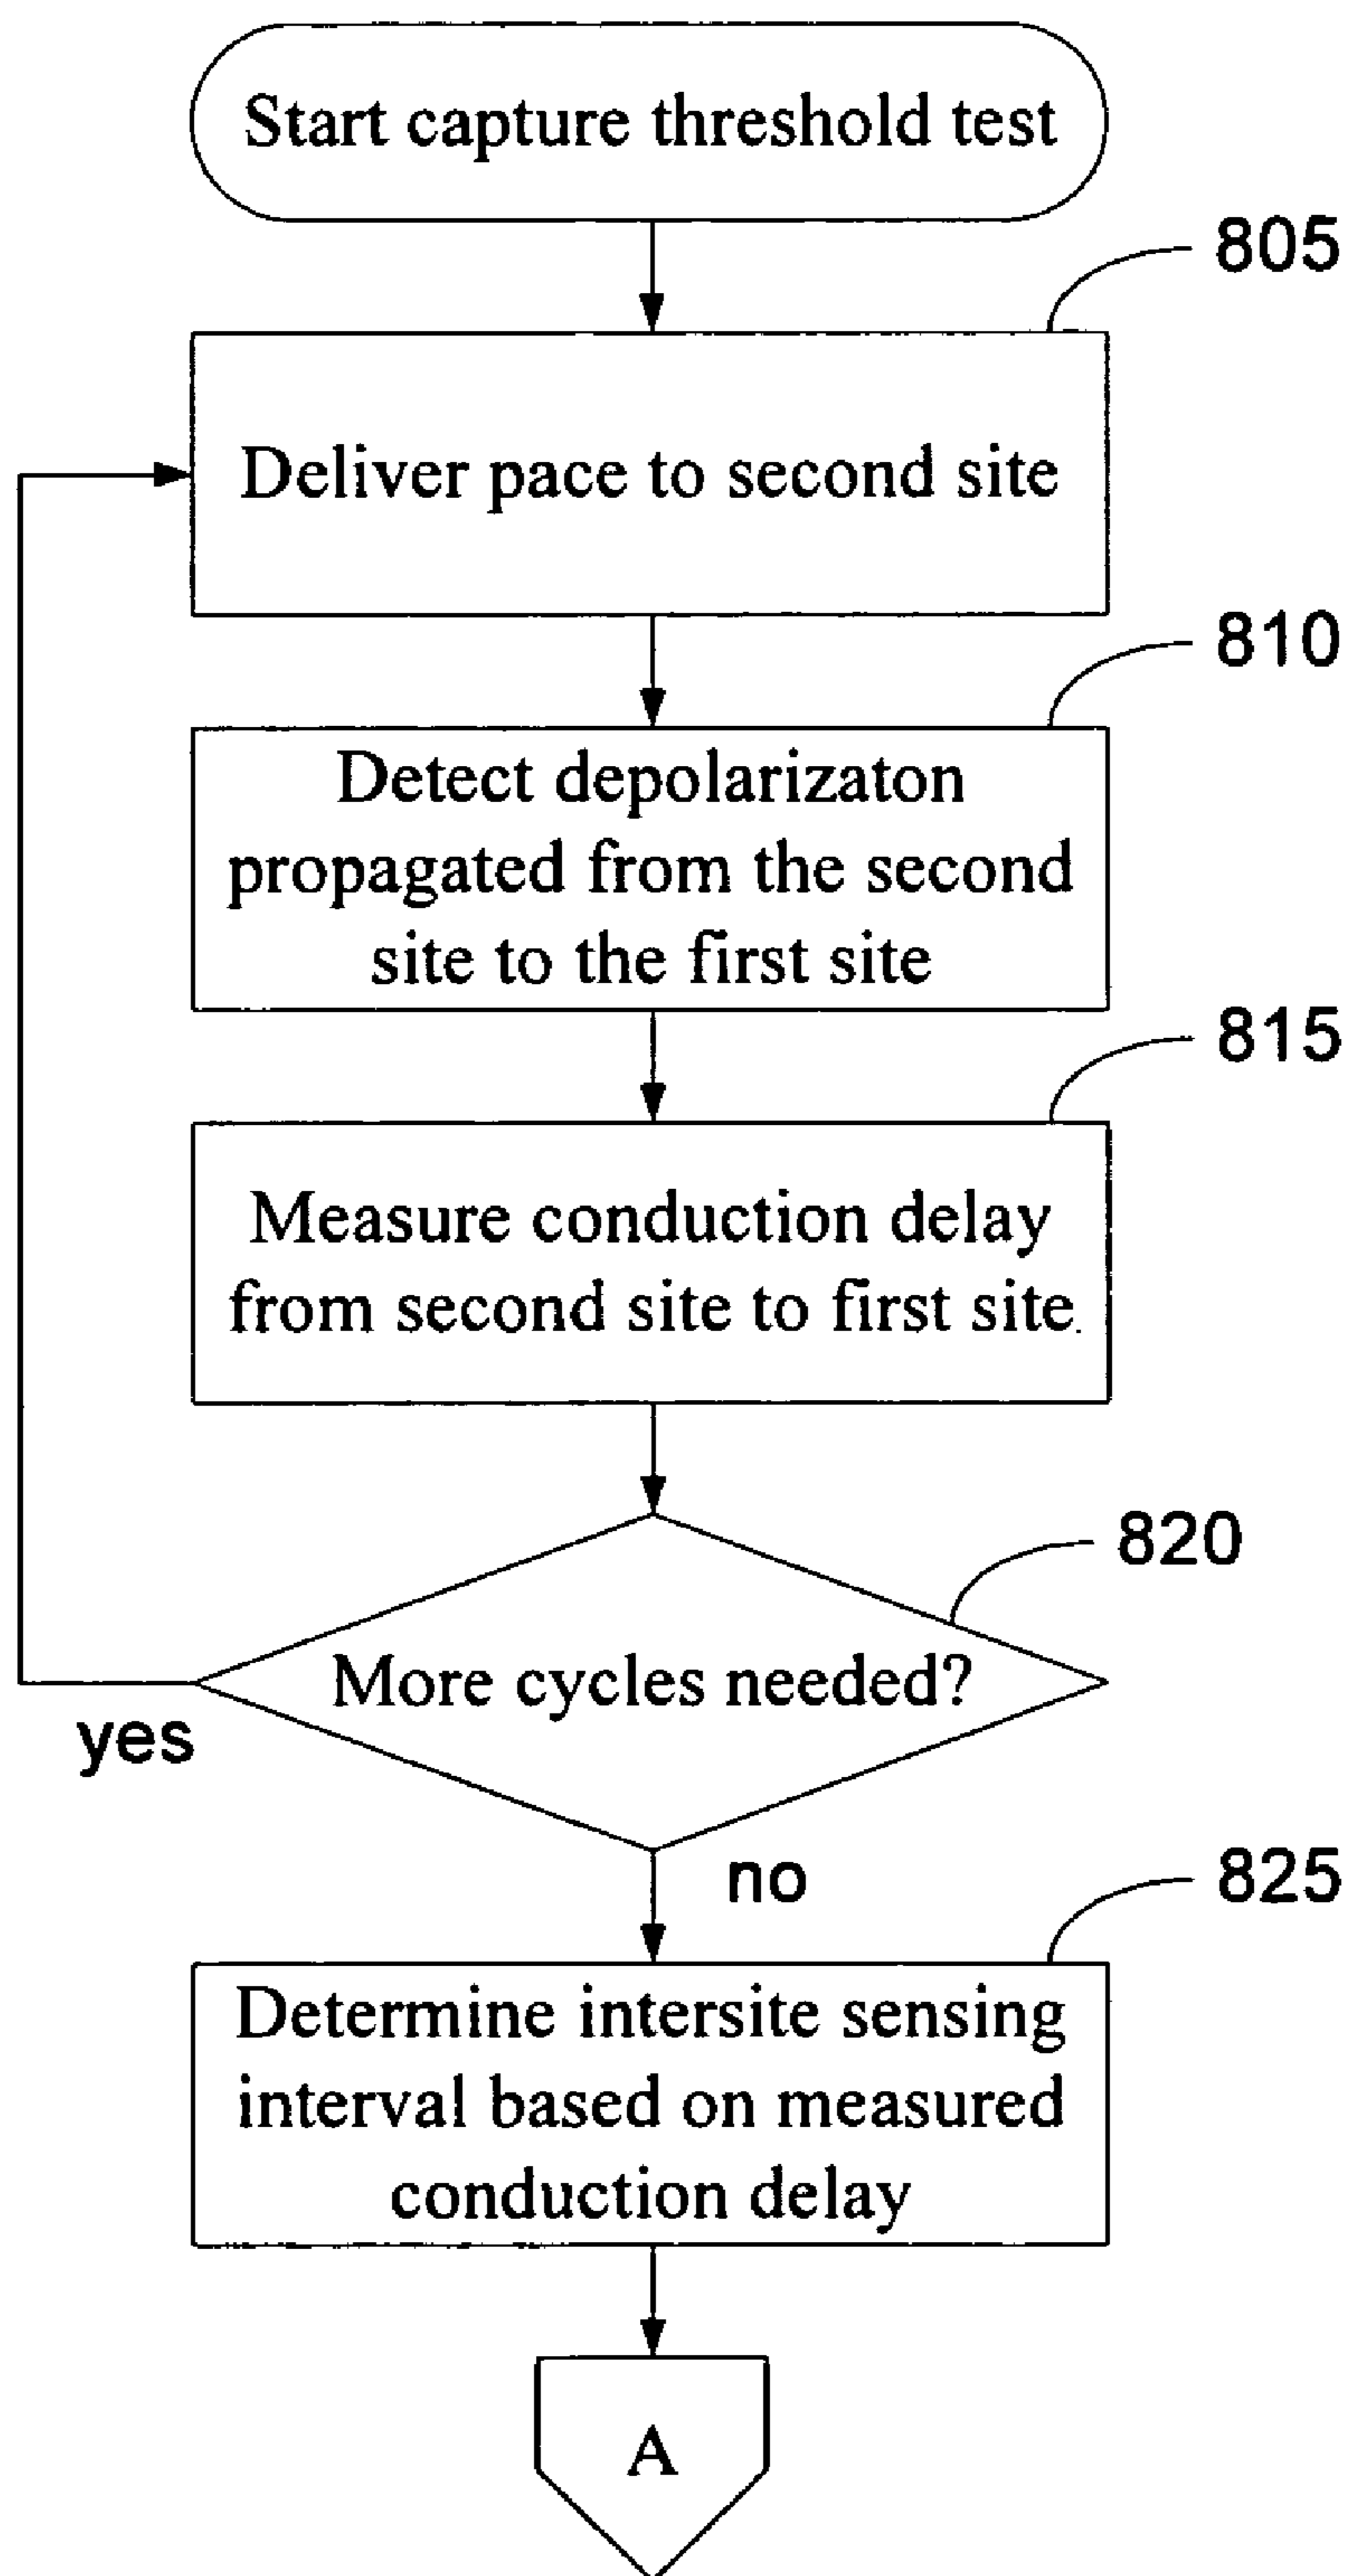 Start capture threshold test
805
Deliver pace to second site
810
Detect depolarizaton
propagated from the second
site to the first site
815
Measure conduction delay
from second site to first site.
820
More cycles needed?
yes
no
825
Determine intersite sensing
interval based on measured
conduction delay
A